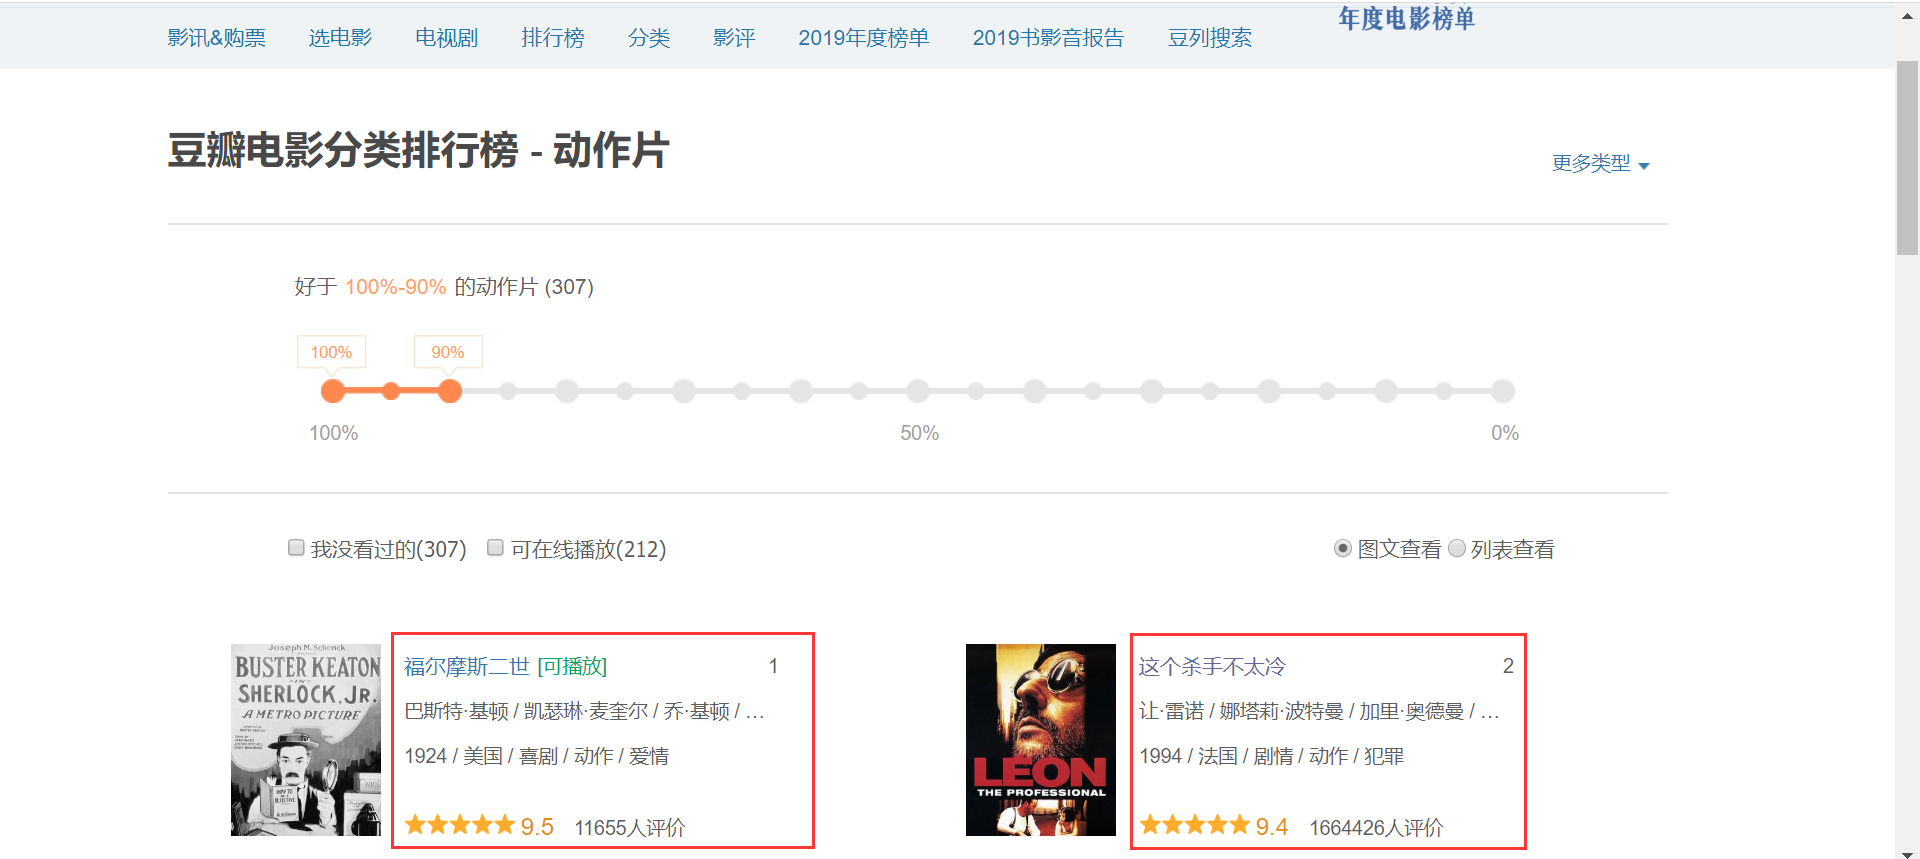 年度电影榜单
影讯&购票 选电影 电视剧 排行榜 分类 影评 2019年度榜单 2019书影音报告 豆列搜索
豆瓣电影分类排行榜 - 动作片
更多类型
好于 100%-90% 的动作片 (307)
100% 90%
100% 50% 0%
我没看过的(307) 可在线播放(212) 图文查看 列表查看
Joseph M. Schenck
BUSTER KEATON
IN
SHERLOCK, JR.
A METRO PICTURE
福尔摩斯二世 [可播放] 1
巴斯特·基顿 / 凯瑟琳·麦奎尔 / 乔·基顿 / …
1924 / 美国 / 喜剧 / 动作 / 爱情
9.5 11655人评价
LEON
THE PROFESSIONAL
这个杀手不太冷 2
让·雷诺 / 娜塔莉·波特曼 / 加里·奥德曼 / …
1994 / 法国 / 剧情 / 动作 / 犯罪
9.4 1664426人评价